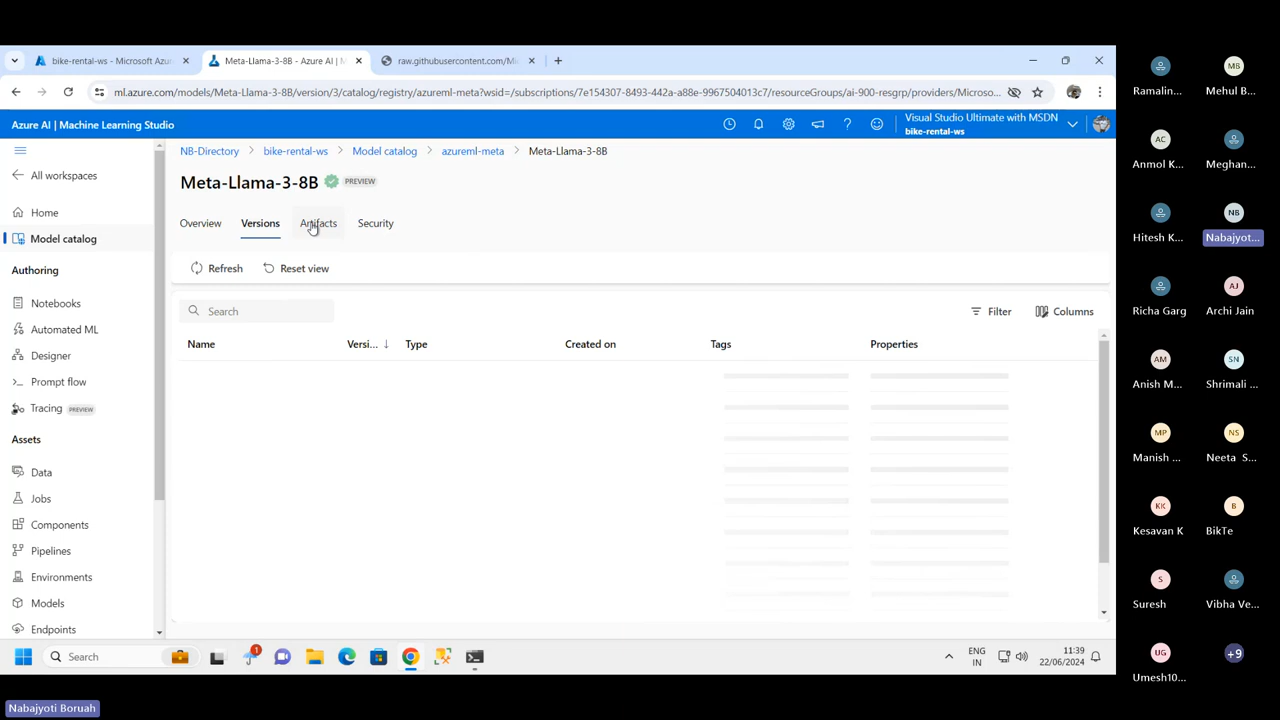 bike-rental-ws - Microsoft Azu
Meta-Llama-3-8B - Azure AI | M
raw.githubusercontent.com/Mi
ml.azure.com/models/Meta-Llama-3-8B/version/3/catalog/registry/azureml-meta?wsid=/subscriptions/7e154307-8493-442a-a88e-9967504013c7/resourceGroups/ai-900-resgrp/providers/Microso...
Azure AI | Machine Learning Studio
Visual Studio Ultimate with MSDN
bike-rental-ws
NB-Directory > bike-rental-ws > Model catalog > azureml-meta > Meta-Llama-3-8B
All workspaces
Home
Model catalog
Authoring
Notebooks
Automated ML
Designer
Prompt flow
Tracing PREVIEW
Assets
Data
Jobs
Components
Pipelines
Environments
Models
Endpoints
Meta-Llama-3-8B PREVIEW
Overview Versions Artifacts Security
Refresh Reset view
Search Filter Columns
Name Versi... Type Created on Tags Properties
Search
1
ENG
IN
11:39
22/06/2024
Ramalin...
MB
Mehul B...
AC
Anmol K...
Meghan...
Hitesh K...
NB
Nabajyot...
Richa Garg
AJ
Archi Jain
AM
Anish M...
SN
Shrimali ...
MP
Manish ...
NS
Neeta S...
KK
Kesavan K
B
BikTe
S
Suresh
Vibha Ve...
UG
Umesh10...
+9
Nabajyoti Boruah